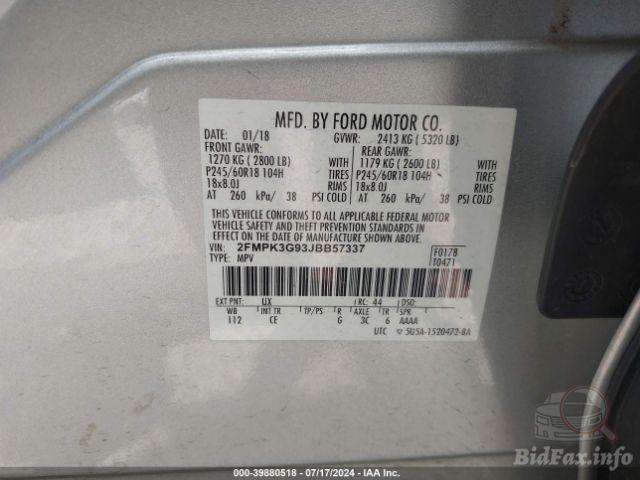 MFD. BY FORD MOTOR CO.
DATE: 01/18 GVWR: 2413 KG ( 5320 LB)
FRONT GAWR: REAR GAWR:
1270 KG ( 2800 LB) WITH 1179 KG ( 2600 LB) WITH
P245/60R18 104H TIRES P245/60R18 104H TIRES
18x8.0J RIMS 18x8.0J RIMS
AT 260 kPa/ 38 PSI COLD AT 260 kPa/ 38 PSI COLD
THIS VEHICLE CONFORMS TO ALL APPLICABLE FEDERAL MOTOR
VEHICLE SAFETY AND THEFT PREVENTION STANDARDS IN
EFFECT ON THE DATE OF MANUFACTURE SHOWN ABOVE.
VIN: 2FMPK3G93JBB57337 F0178
TYPE: MPV T0471
EXT PNT: UX RC: 44 DSO:
WB INT TR TP/PS R AXLE TR SPR
112 CE G 3C 6 AAAA
UTC ▽ 5U5A-1520472-BA
BidFax.info
000-39880518 - 07/17/2024 - IAA Inc.